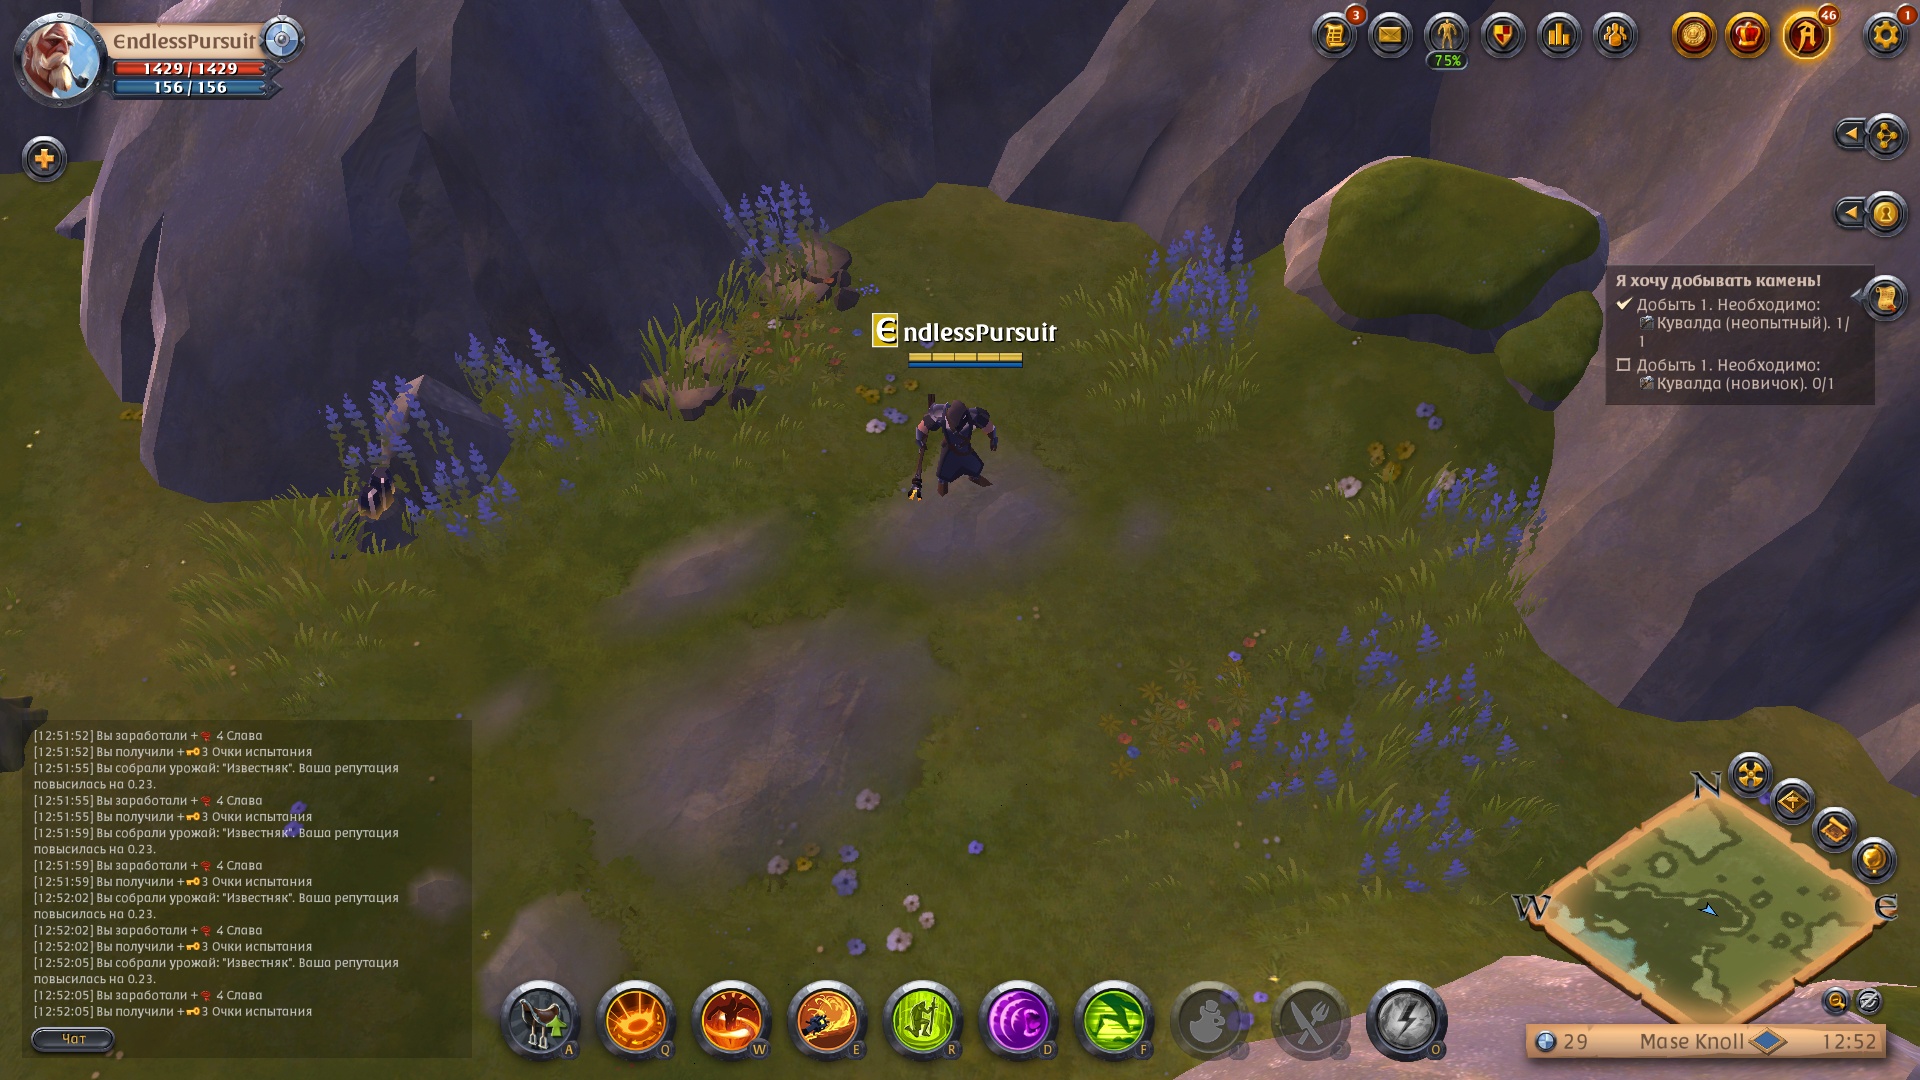 EndlessPursuit
1429 / 1429
156 / 156
3
75%
46
1
EndlessPursuit
Я хочу добывать камень!
Добыть 1. Необходимо:
Кувалда (неопытный). 1/
1
Добыть 1. Необходимо:
Кувалда (новичок). 0/1
[12:51:52] Вы заработали + 4 Слава
[12:51:52] Вы получили + 3 Очки испытания
[12:51:55] Вы собрали урожай: "Известняк". Ваша репутация
повысилась на 0.23.
[12:51:55] Вы заработали + 4 Слава
[12:51:55] Вы получили + 3 Очки испытания
[12:51:59] Вы собрали урожай: "Известняк". Ваша репутация
повысилась на 0.23.
[12:51:59] Вы заработали + 4 Слава
[12:51:59] Вы получили + 3 Очки испытания
[12:52:02] Вы собрали урожай: "Известняк". Ваша репутация
повысилась на 0.23.
[12:52:02] Вы заработали + 4 Слава
[12:52:02] Вы получили + 3 Очки испытания
[12:52:05] Вы собрали урожай: "Известняк". Ваша репутация
повысилась на 0.23.
[12:52:05] Вы заработали + 4 Слава
[12:52:05] Вы получили + 3 Очки испытания
Чат
A Q W E R D F 1 2 O
N
W E
29 Mase Knoll 12:52